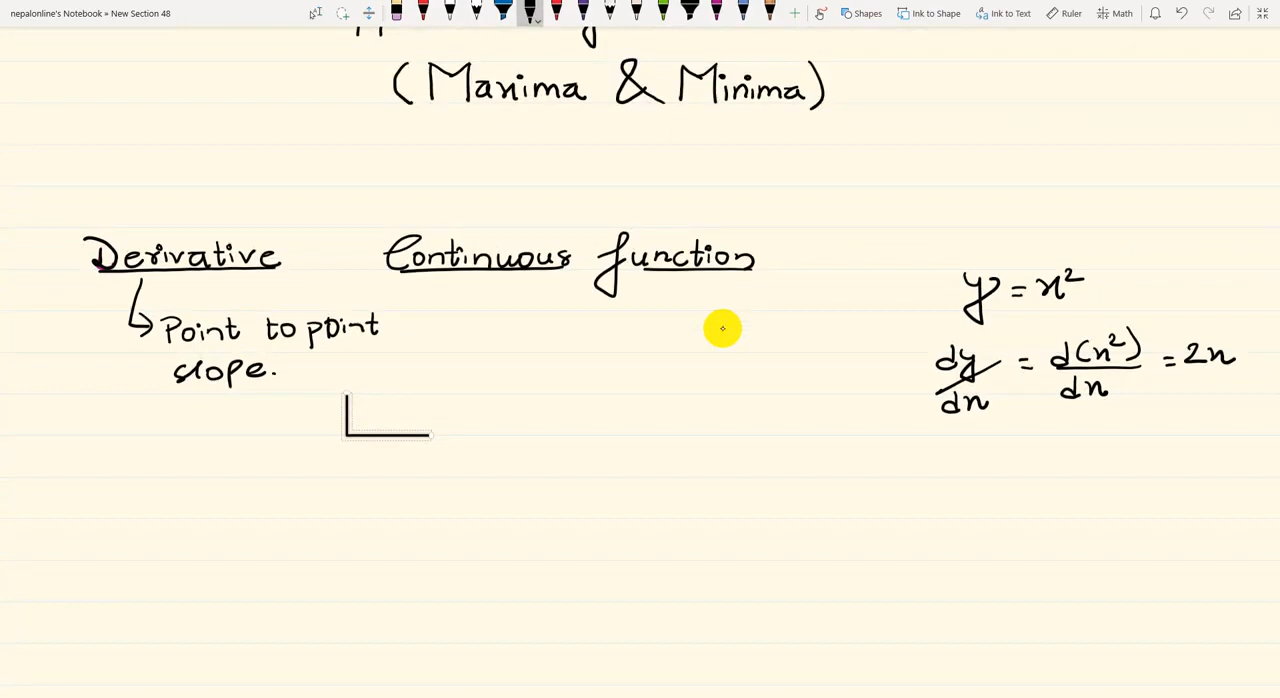 nepalonline's Notebook » New Section 48
Shapes
Ink to Shape
Ink to Text
Ruler
Math
(Maxima & Minima)
Derivative
Continuous function
Point to point
slope.
y = x²
dy/dx = d(x²)/dx = 2x